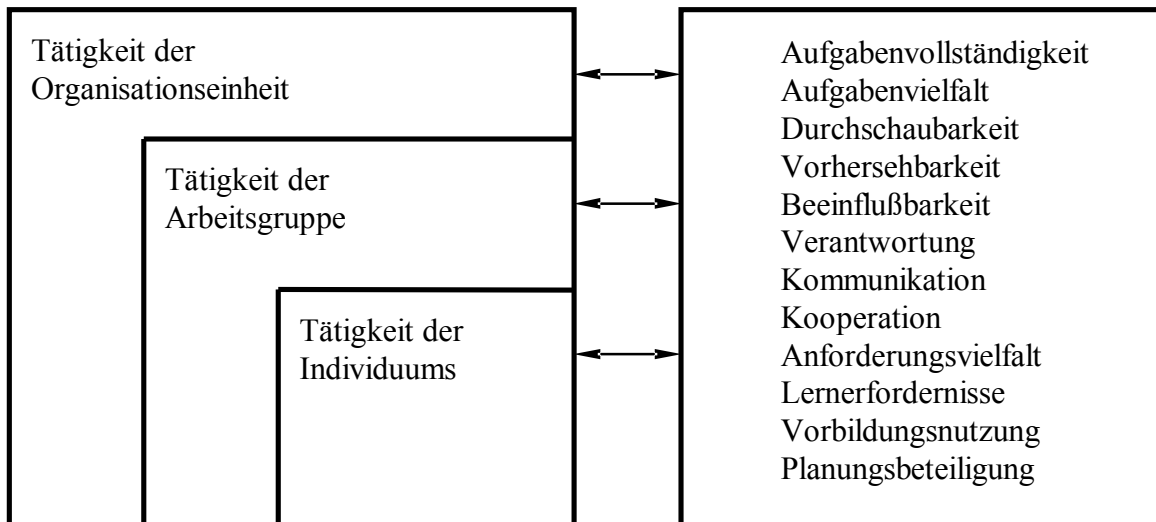 Tätigkeit der
Organisationseinheit
Tätigkeit der
Arbeitsgruppe
Tätigkeit der
Individuums
Aufgabenvollständigkeit
Aufgabenvielfalt
Durchschaubarkeit
Vorhersehbarkeit
Beeinflußbarkeit
Verantwortung
Kommunikation
Kooperation
Anforderungsvielfalt
Lernerfordernisse
Vorbildungsnutzung
Planungsbeteiligung